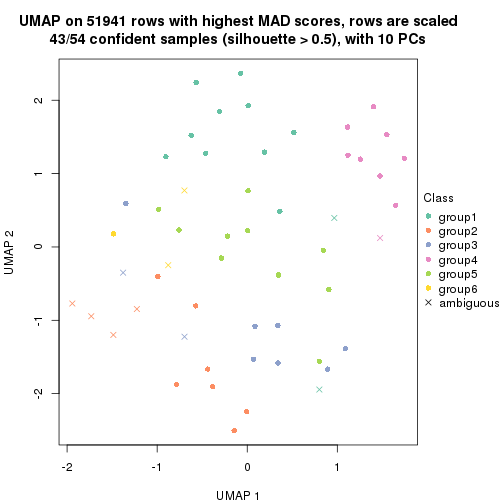 UMAP on 51941 rows with highest MAD scores, rows are scaled
43/54 confident samples (silhouette > 0.5), with 10 PCs
2
1
0
-1
-2
UMAP 2
-2
-1
0
1
UMAP 1
Class
group1
group2
group3
group4
group5
group6
ambiguous